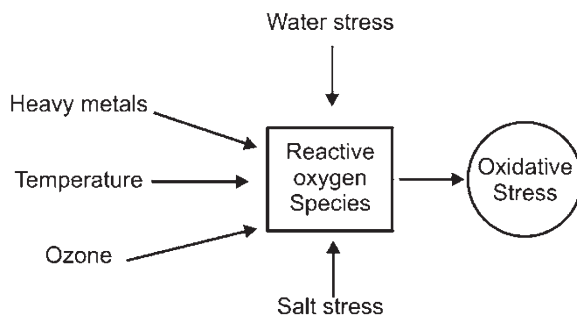 Water stress
Heavy metals
Temperature
Ozone
Reactive
oxygen
Species
Oxidative
Stress
Salt stress